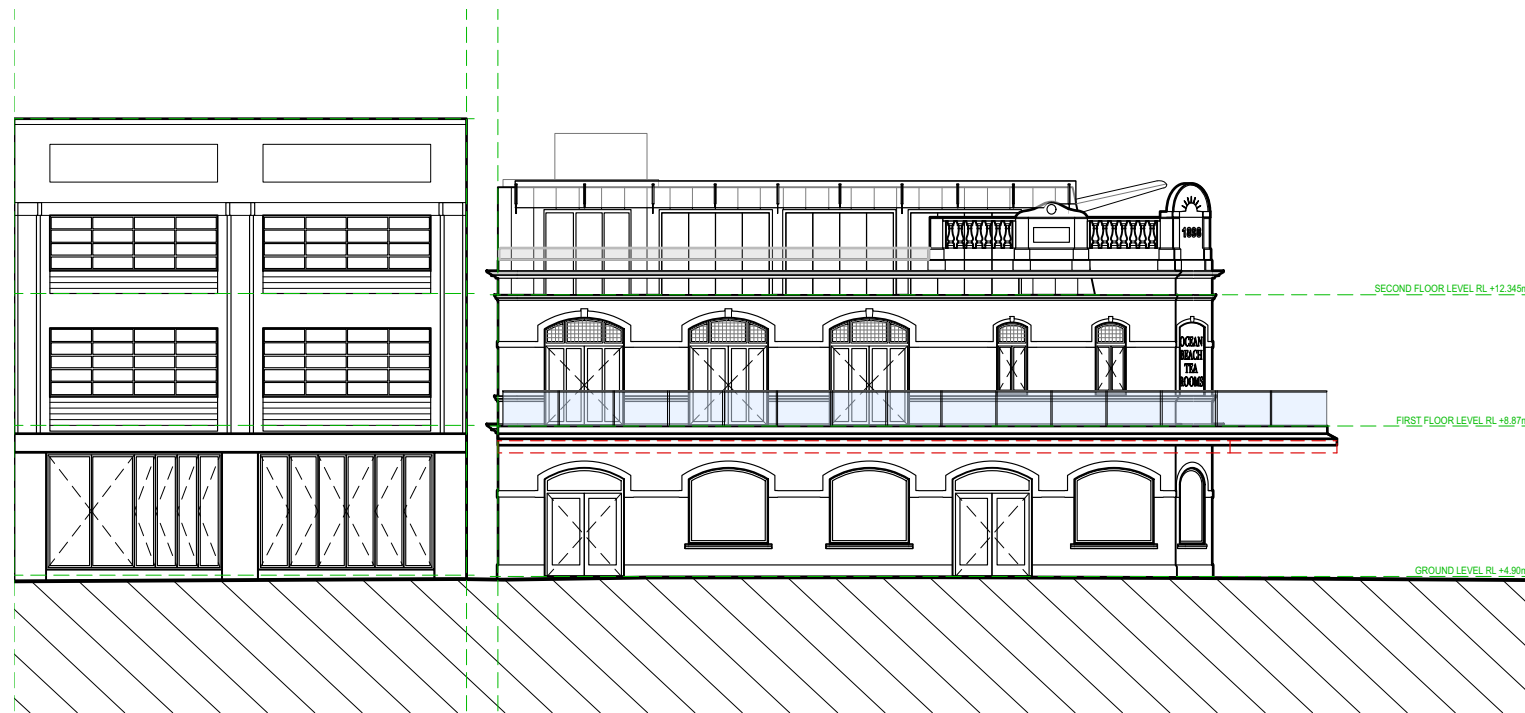 1898
SECOND FLOOR LEVEL RL +12.345m
OCEAN
BEACH
TEA
ROOMS
FIRST FLOOR LEVEL RL +8.87m
GROUND LEVEL RL +4.90m